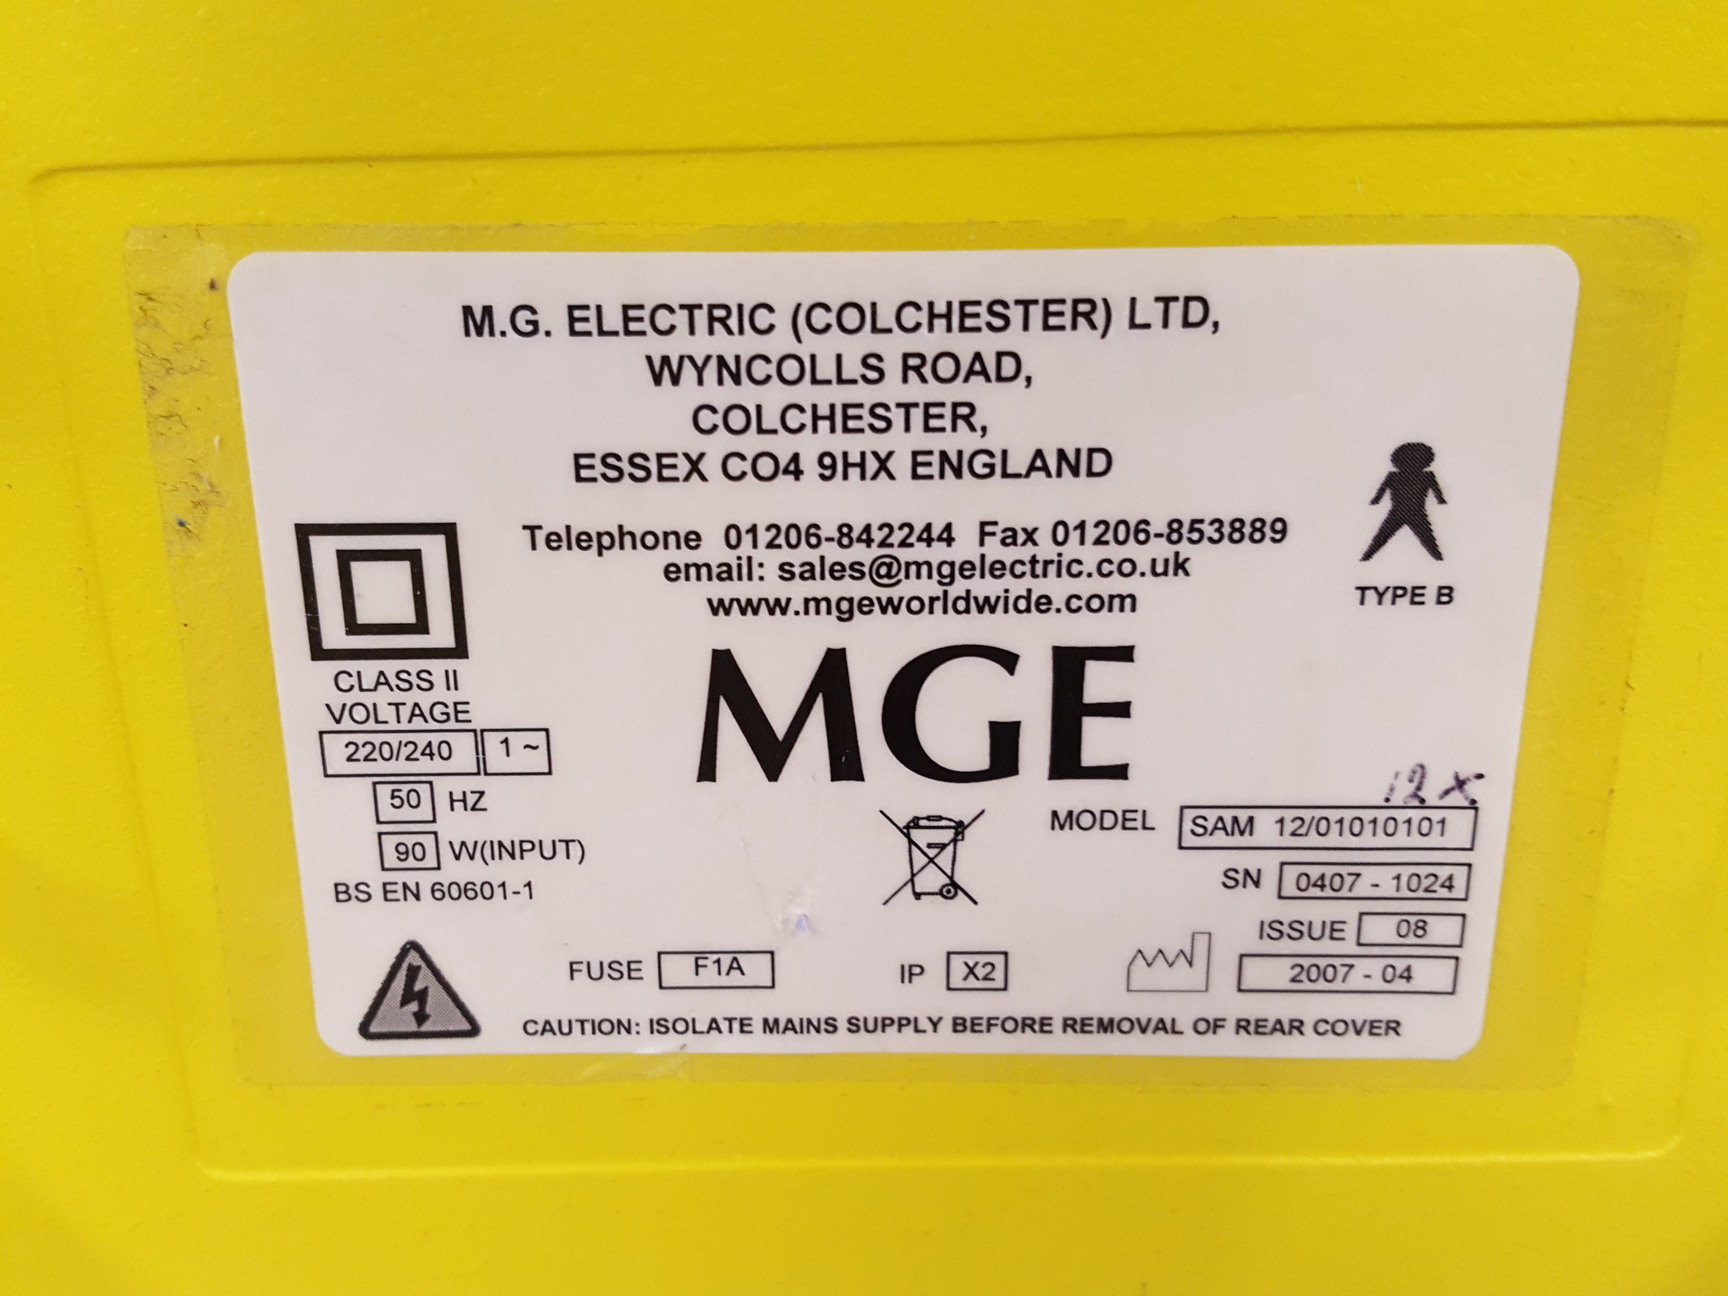 M.G. ELECTRIC (COLCHESTER) LTD,
WYNCOLLS ROAD,
COLCHESTER,
ESSEX CO4 9HX ENGLAND
Telephone 01206-842244 Fax 01206-853889
email: sales@mgelectric.co.uk
www.mgeworldwide.com
TYPE B
CLASS II
VOLTAGE
220/240 1 ~
50 HZ
90 W(INPUT)
BS EN 60601-1
MGE
12 x
MODEL SAM 12/01010101
SN 0407 - 1024
ISSUE 08
2007 - 04
FUSE F1A
IP X2
CAUTION: ISOLATE MAINS SUPPLY BEFORE REMOVAL OF REAR COVER